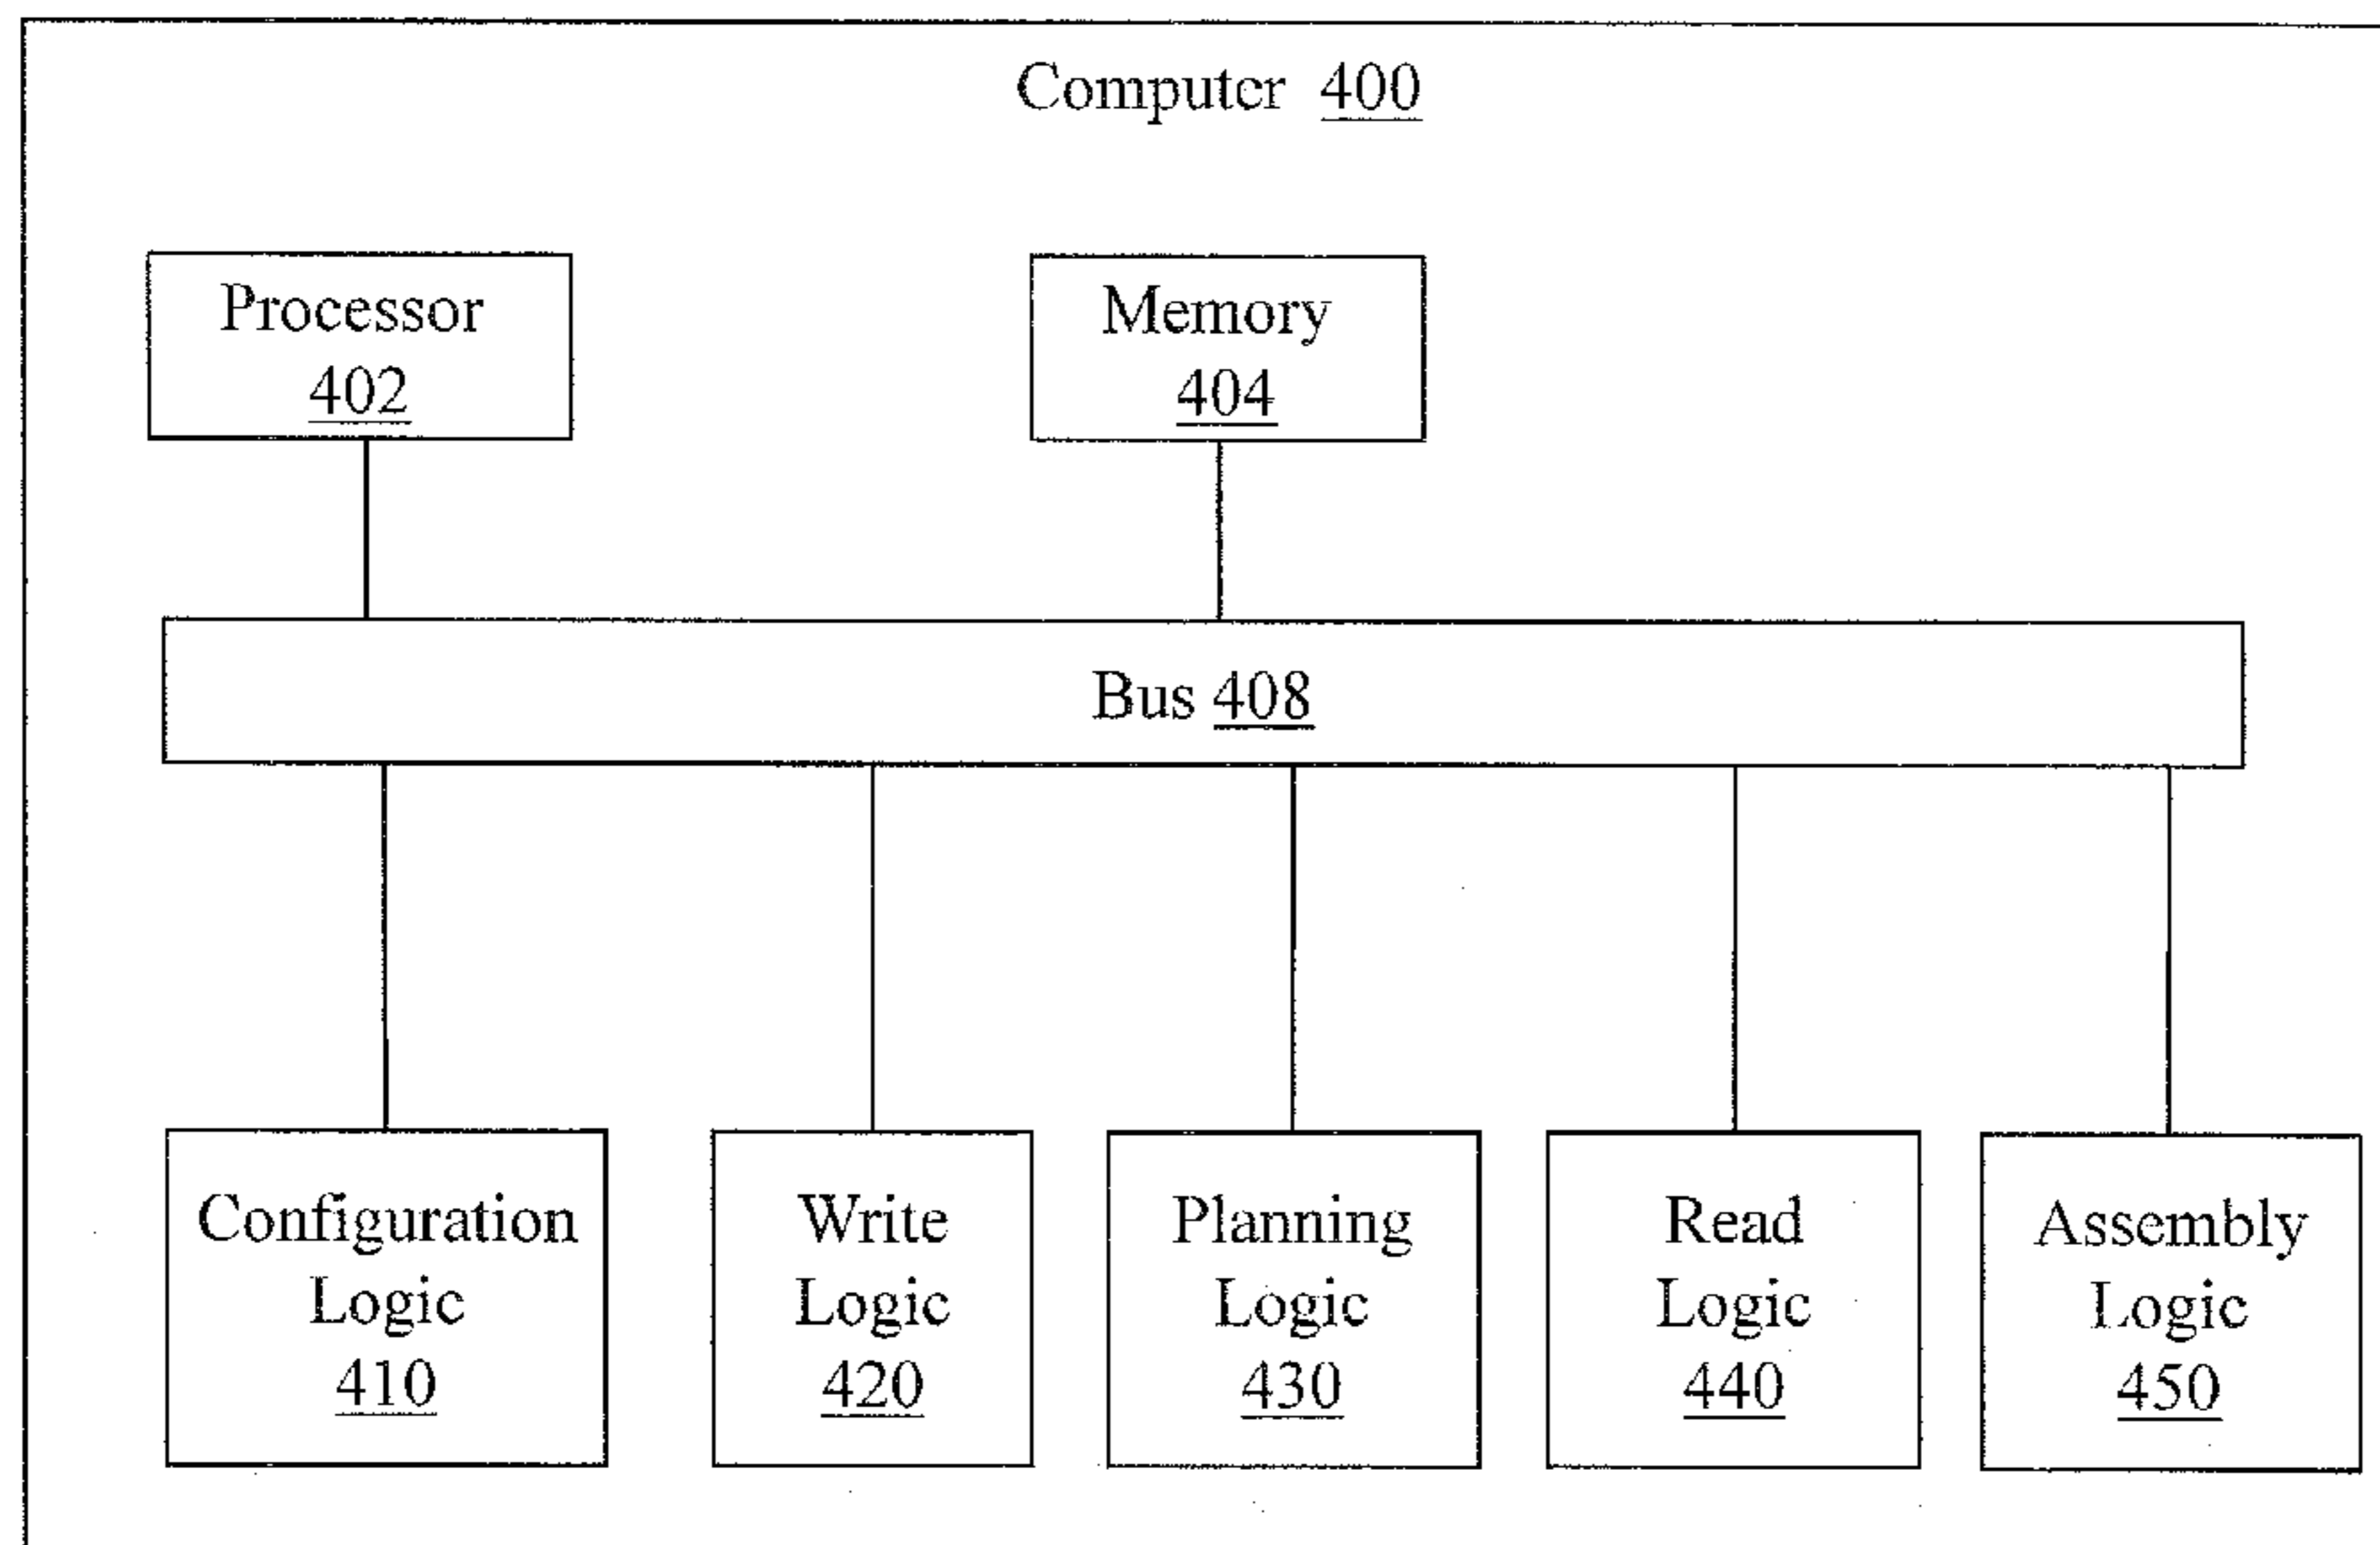 Computer 400
Processor
402
Memory
404
Bus 408
Configuration
Logic
410
Write
Logic
420
Planning
Logic
430
Read
Logic
440
Assembly
Logic
450